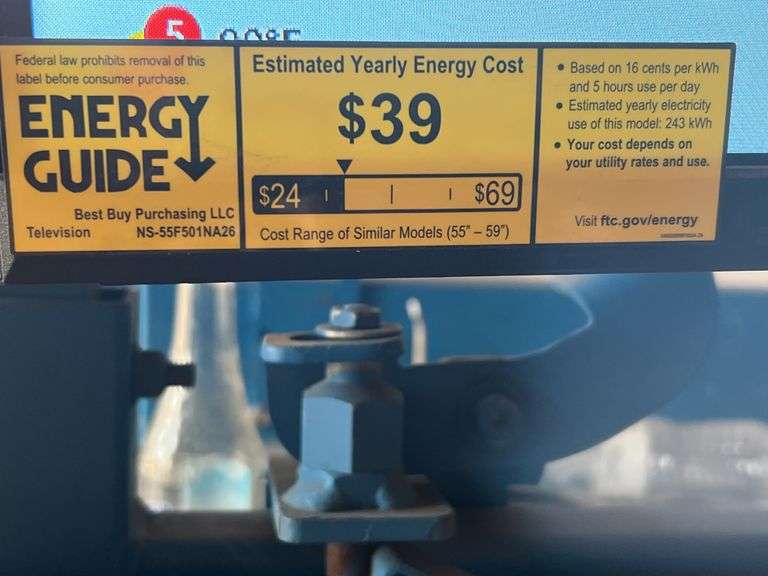 5
Federal law prohibits removal of this
label before consumer purchase.
ENERGY
GUIDE
Best Buy Purchasing LLC
Television NS-55F501NA26
Estimated Yearly Energy Cost
$39
$24 $69
Cost Range of Similar Models (55" – 59")
• Based on 16 cents per kWh
and 5 hours use per day
• Estimated yearly electricity
use of this model: 243 kWh
• Your cost depends on
your utility rates and use.
Visit ftc.gov/energy